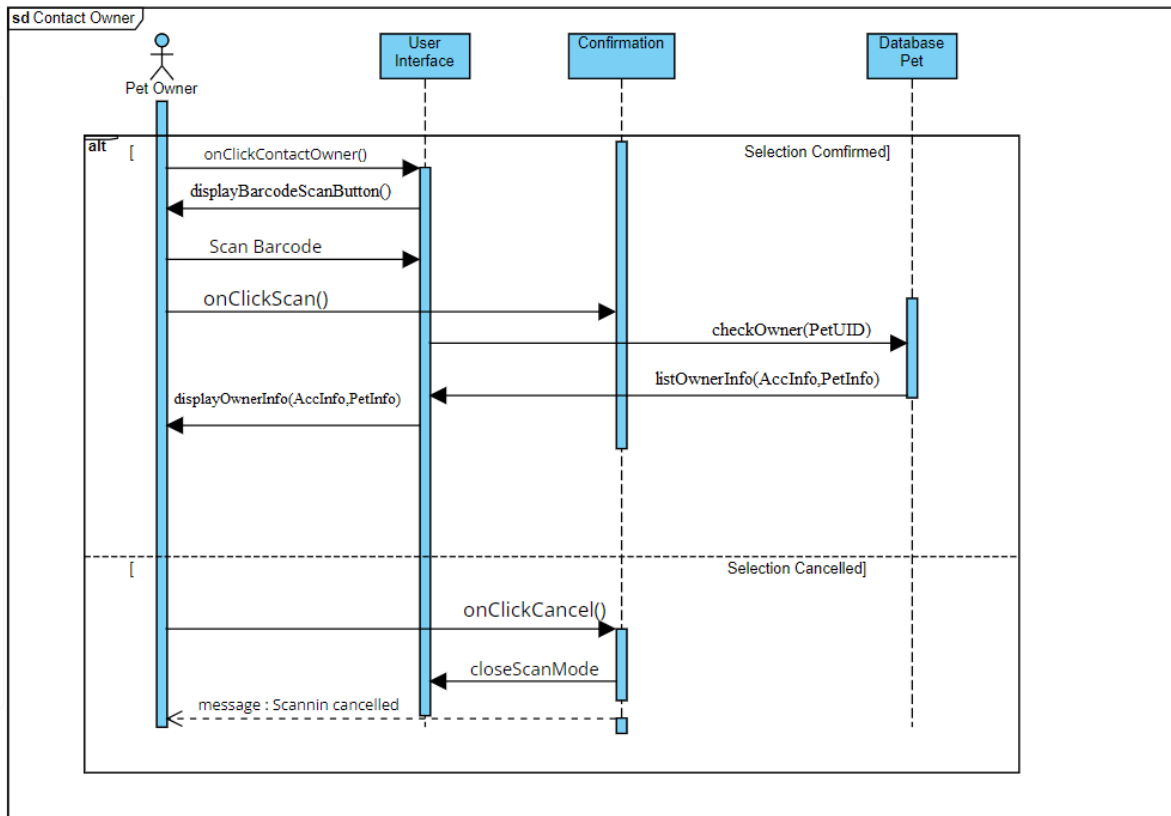 sd Contact Owner
Pet Owner
User
Interface
Confirmation
Database
Pet
alt
[
Selection Comfirmed]
onClickContactOwner()
displayBarcodeScanButton()
Scan Barcode
onClickScan()
checkOwner(PetUID)
listOwnerInfo(AccInfo,PetInfo)
displayOwnerInfo(AccInfo,PetInfo)
[
Selection Cancelled]
onClickCancel()
closeScanMode
message : Scannin cancelled